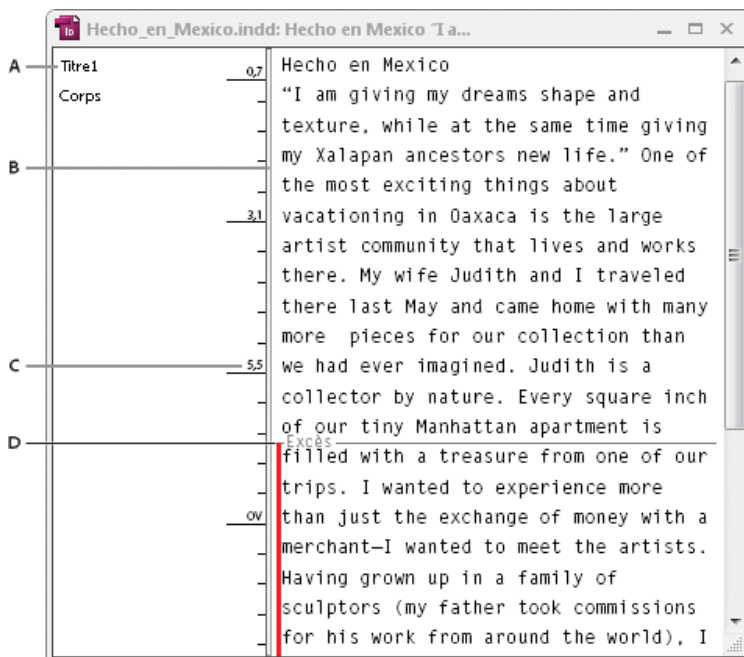 Id Hecho_en_Mexico.indd: Hecho en Mexico "I a...
A Titre1 0,7 Hecho en Mexico
Corps “I am giving my dreams shape and
texture, while at the same time giving
B my Xalapan ancestors new life.” One of
the most exciting things about
3,1 vacationing in Oaxaca is the large
artist community that lives and works
there. My wife Judith and I traveled
there last May and came home with many
more pieces for our collection than
C 5,5 we had ever imagined. Judith is a
collector by nature. Every square inch
of our tiny Manhattan apartment is
D Excès
filled with a treasure from one of our
trips. I wanted to experience more
OV than just the exchange of money with a
merchant—I wanted to meet the artists.
Having grown up in a family of
sculptors (my father took commissions
for his work from around the world), I